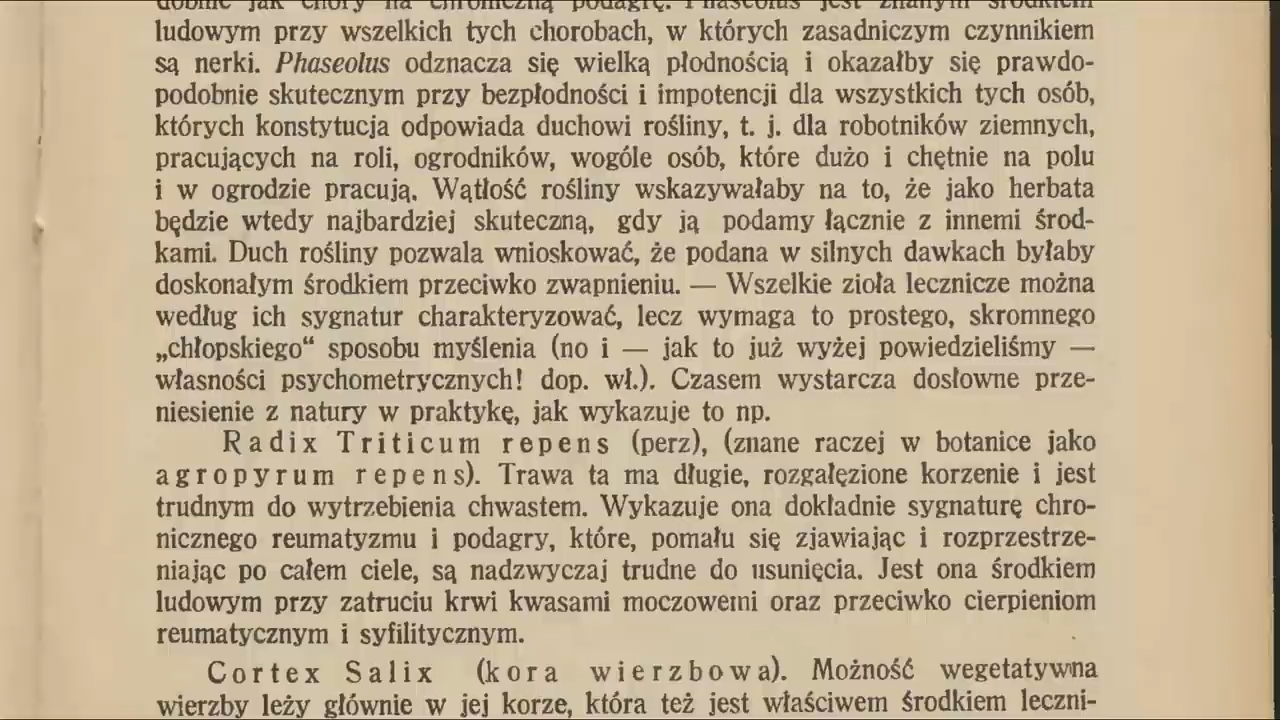 dobnie jak chory na chroniczną podagrę. Phaseolus jest znanym środkiem
ludowym przy wszelkich tych chorobach, w których zasadniczym czynnikiem
są nerki. Phaseolus odznacza się wielką płodnością i okazałby się prawdo-
podobnie skutecznym przy bezpłodności i impotencji dla wszystkich tych osób,
których konstytucja odpowiada duchowi rośliny, t. j. dla robotników ziemnych,
pracujących na roli, ogrodników, wogóle osób, które dużo i chętnie na polu
i w ogrodzie pracują. Wątłość rośliny wskazywałaby na to, że jako herbata
będzie wtedy najbardziej skuteczną, gdy ją podamy łącznie z innemi środ-
kami. Duch rośliny pozwala wnioskować, że podana w silnych dawkach byłaby
doskonałym środkiem przeciwko zwapnieniu. — Wszelkie zioła lecznicze można
według ich sygnatur charakteryzować, lecz wymaga to prostego, skromnego
„chłopskiego“ sposobu myślenia (no i — jak to już wyżej powiedzieliśmy —
własności psychometrycznych! dop. wł.). Czasem wystarcza dosłowne prze-
niesienie z natury w praktykę, jak wykazuje to np.
Radix Triticum repens (perz), (znane raczej w botanice jako
agropyrum repens). Trawa ta ma długie, rozgałęzione korzenie i jest
trudnym do wytrzebienia chwastem. Wykazuje ona dokładnie sygnaturę chro-
nicznego reumatyzmu i podagry, które, pomału się zjawiając i rozprzestrze-
niając po całem ciele, są nadzwyczaj trudne do usunięcia. Jest ona środkiem
ludowym przy zatruciu krwi kwasami moczowemi oraz przeciwko cierpieniom
reumatycznym i syfilitycznym.
Cortex Salix (kora wierzbowa). Możność wegetatywna
wierzby leży głównie w jej korze, która też jest właściwem środkiem leczni-